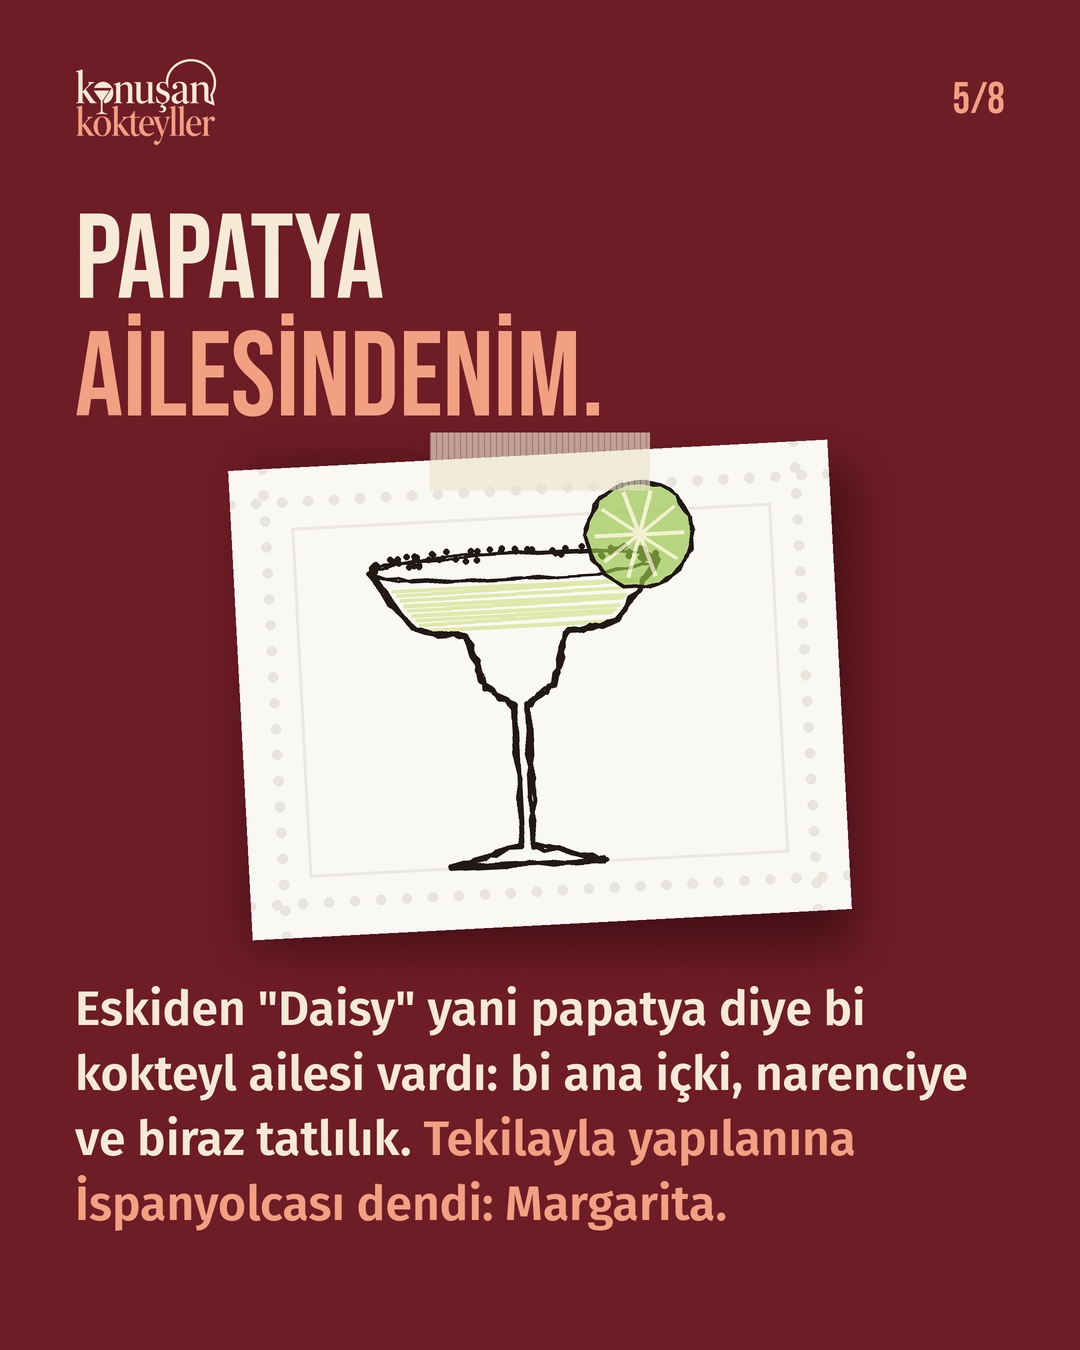 konuşan
kokteyller
5/8
PAPATYA
AİLESİNDENİM.
Eskiden "Daisy" yani papatya diye bi
kokteyl ailesi vardı: bi ana içki, narenciye
ve biraz tatlılık. Tekilayla yapılanına
İspanyolcası dendi: Margarita.